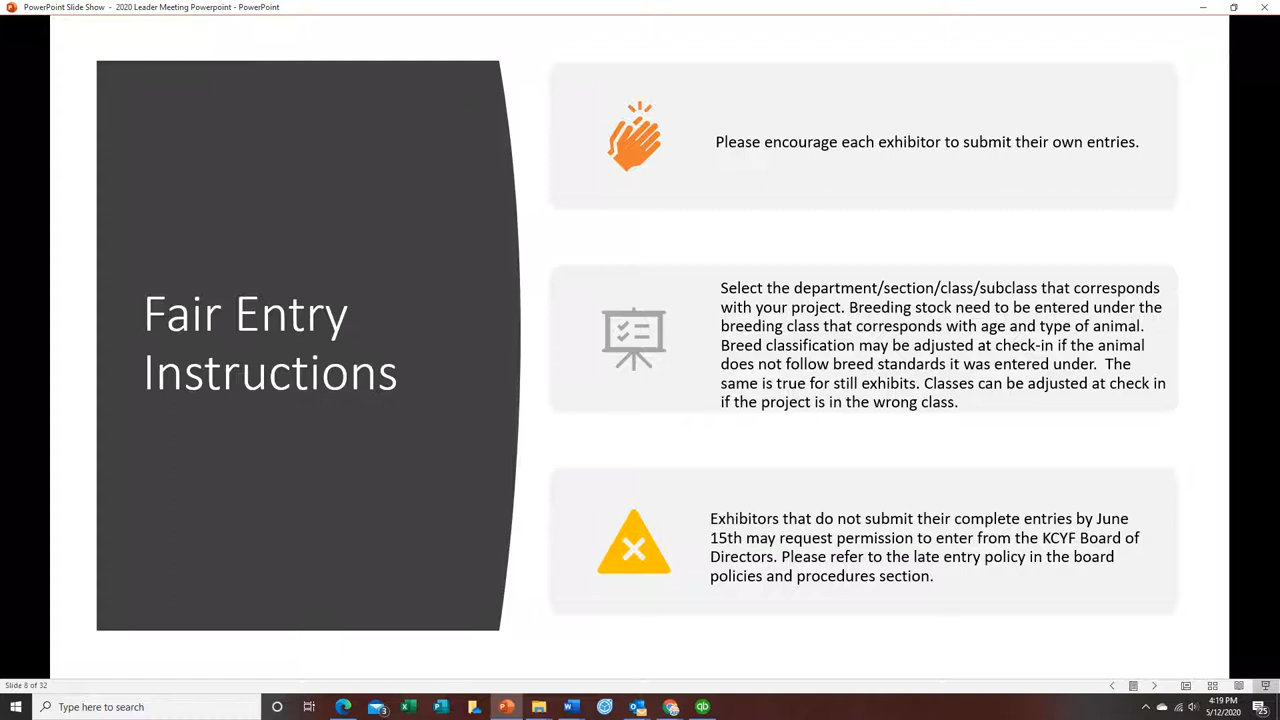 PowerPoint Slide Show - 2020 Leader Meeting Powerpoint - PowerPoint
Please encourage each exhibitor to submit their own entries.
Fair Entry
Instructions
Select the department/section/class/subclass that corresponds
with your project. Breeding stock need to be entered under the
breeding class that corresponds with age and type of animal.
Breed classification may be adjusted at check-in if the animal
does not follow breed standards it was entered under. The
same is true for still exhibits. Classes can be adjusted at check in
if the project is in the wrong class.
Exhibitors that do not submit their complete entries by June
15th may request permission to enter from the KCYF Board of
Directors. Please refer to the late entry policy in the board
policies and procedures section.
Slide 8 of 32
Type here to search
3
4:19 PM
5/12/2020
25